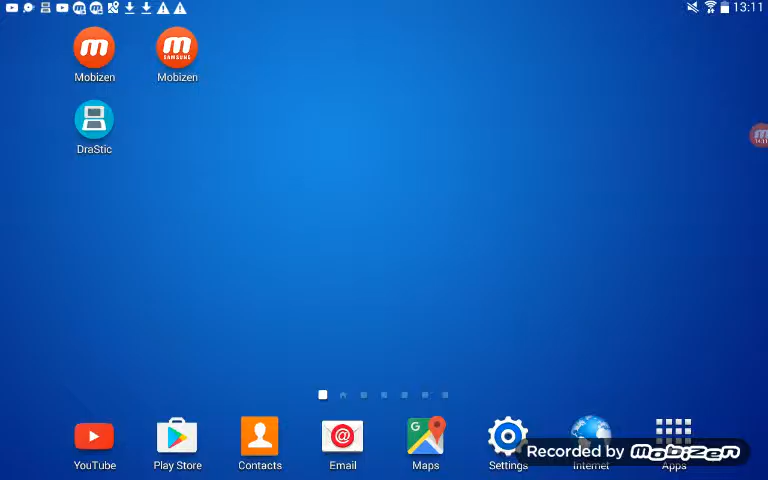 13:11
m
Mobizen
m
SAMSUNG
Mobizen
DraStic
m
YouTube
Play Store
Contacts
@
Email
G
Maps
Settings
Internet
Apps
Recorded by mobizen